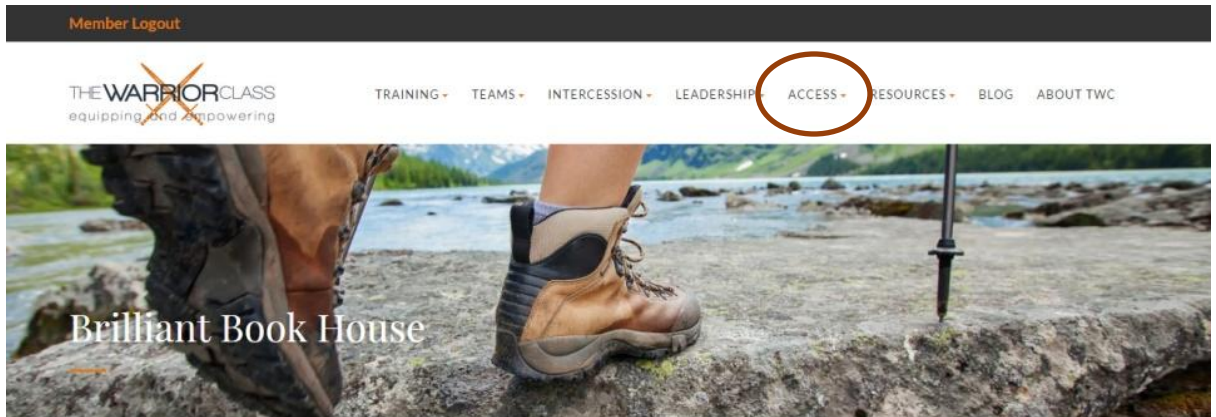 Member Logout
THE WARRIOR CLASS
equipping and empowering
TRAINING TEAMS INTERCESSION LEADERSHIP ACCESS RESOURCES BLOG ABOUT TWC
Brilliant Book House